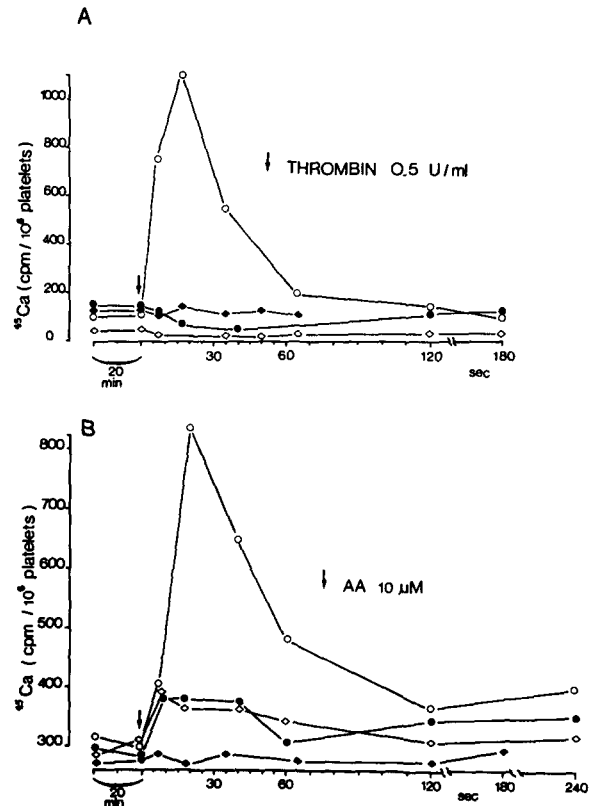 A
1000
800
600
400
200
0
⁴⁵Ca (cpm / 10⁸ platelets)
↓ THROMBIN 0.5 U/ml
20
min
30
60
120
180
sec
B
800
700
600
500
400
300
⁴⁵Ca (cpm / 10⁸ platelets)
↓ AA 10 µM
20
min
30
60
120
180
240
sec